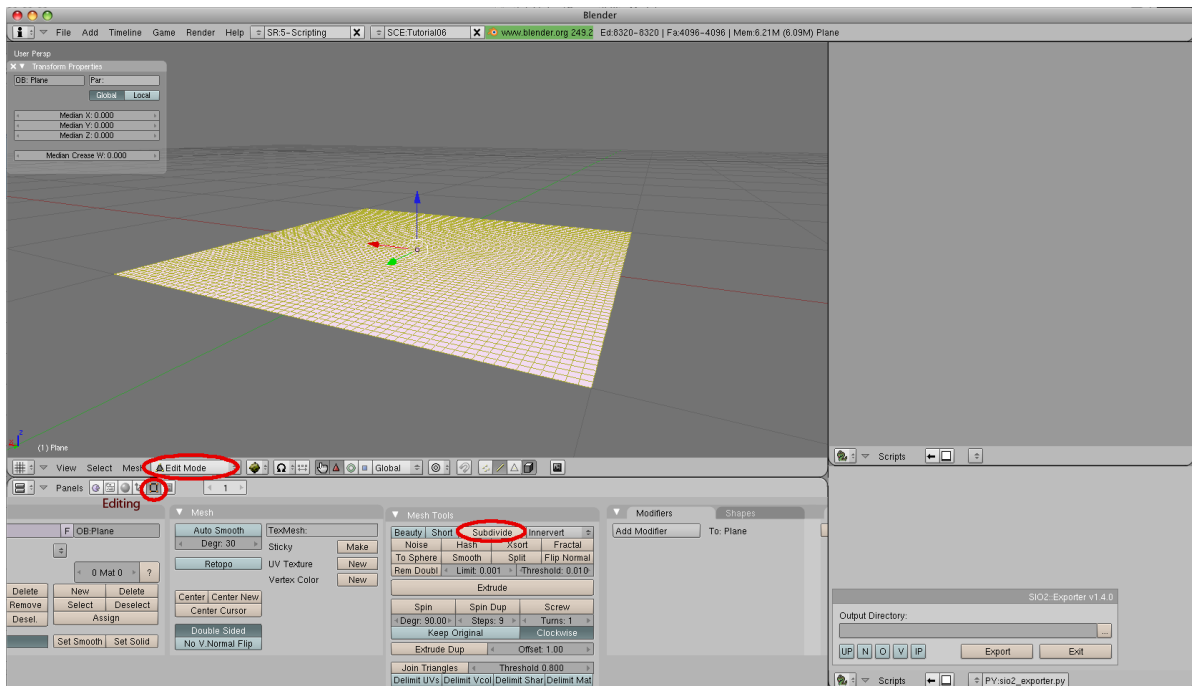 Blender
File Add Timeline Game Render Help SR:5-Scripting X SCE:Tutorial06 X www.blender.org 249.2 Ed:8320-8320 | Fa:4096-4096 | Mem:6.21M (6.09M) Plane
User Persp
Transform Properties
OB: Plane Par:
Global Local
Median X: 0.000
Median Y: 0.000
Median Z: 0.000
Median Crease W: 0.000
(1) Plane
View Select Mesh Edit Mode Global
Panels 1
Editing
F OB:Plane
0 Mat 0 ?
Delete New Delete
Remove Select Deselect
Desel. Assign
Set Smooth Set Solid
Mesh
Auto Smooth TexMesh:
Degr: 30 Sticky Make
Retopo UV Texture New
Vertex Color New
Center Center New
Center Cursor
Double Sided
No V.Normal Flip
Mesh Tools
Beauty Short Subdivide Innervert
Noise Hash Xsort Fractal
To Sphere Smooth Split Flip Normal
Rem Doubl Limit: 0.001 Threshold: 0.010
Extrude
Spin Spin Dup Screw
Degr: 90.00 Steps: 9 Turns: 1
Keep Original Clockwise
Extrude Dup Offset: 1.00
Join Triangles Threshold 0.800
Delimit UVs Delimit Vcol Delimit Shar Delimit Mat
Modifiers Shapes
Add Modifier To: Plane
Scripts
SIO2::Exporter v1.4.0
Output Directory:
...
UP N O V IP Export Exit
Scripts PY:sio2_exporter.py